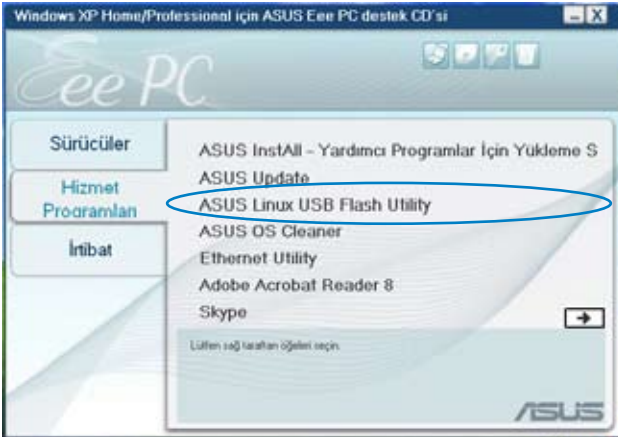 Windows XP Home/Professional için ASUS Eee PC destek CD'si
Eee PC
Sürücüler
Hizmet Programları
İrtibat
ASUS InstAll - Yardımcı Programlar İçin Yükleme S
ASUS Update
ASUS Linux USB Flash Utility
ASUS OS Cleaner
Ethernet Utility
Adobe Acrobat Reader 8
Skype
Lütfen sağ taraftan öğeleri seçin.
ASUS